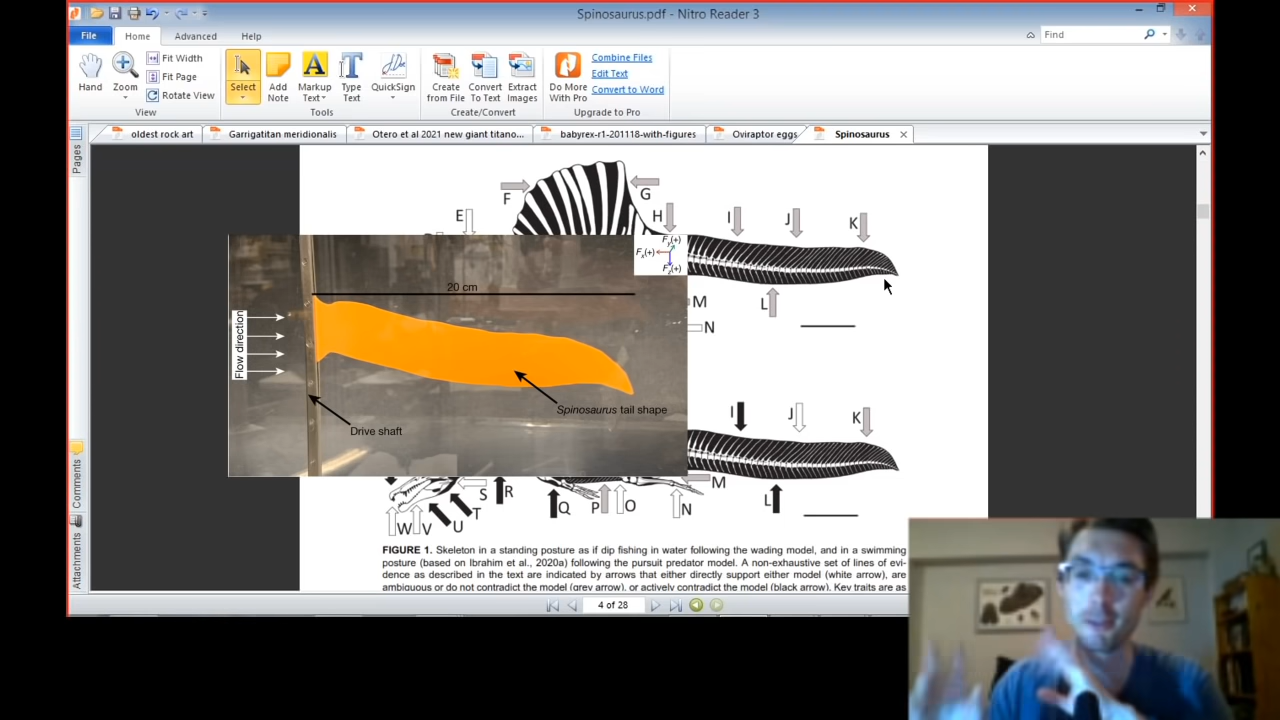 Spinosaurus.pdf - Nitro Reader 3
File
Home
Advanced
Help
Find
Hand
Zoom
Fit Width
Fit Page
Rotate View
View
Select
Add Note
Markup Text
Type Text
QuickSign
Tools
Create from File
Convert To Text
Extract Images
Create/Convert
Do More With Pro
Combine Files
Edit Text
Convert to Word
Upgrade to Pro
oldest rock art
Garrigatitan meridionalis
Otero et al 2021 new giant titano...
babyrex-r1-201118-with-figures
Oviraptor eggs
Spinosaurus
Pages
Comments
Attachments
E
F
G
H
I
J
K
L
M
N
Fy(+)
Fx(+)
Fz(+)
20 cm
Flow direction
Spinosaurus tail shape
Drive shaft
I
J
K
L
M
N
O
P
Q
R
S
T
U
V
W
FIGURE 1. Skeleton in a standing posture as if dip fishing in water following the wading model, and in a swimming
posture (based on Ibrahim et al., 2020a) following the pursuit predator model. A non-exhaustive set of lines of evi-
dence as described in the text are indicated by arrows that either directly support either model (white arrow), are
ambiguous or do not contradict the model (grey arrow), or actively contradict the model (black arrow). Key traits are as
4 of 28